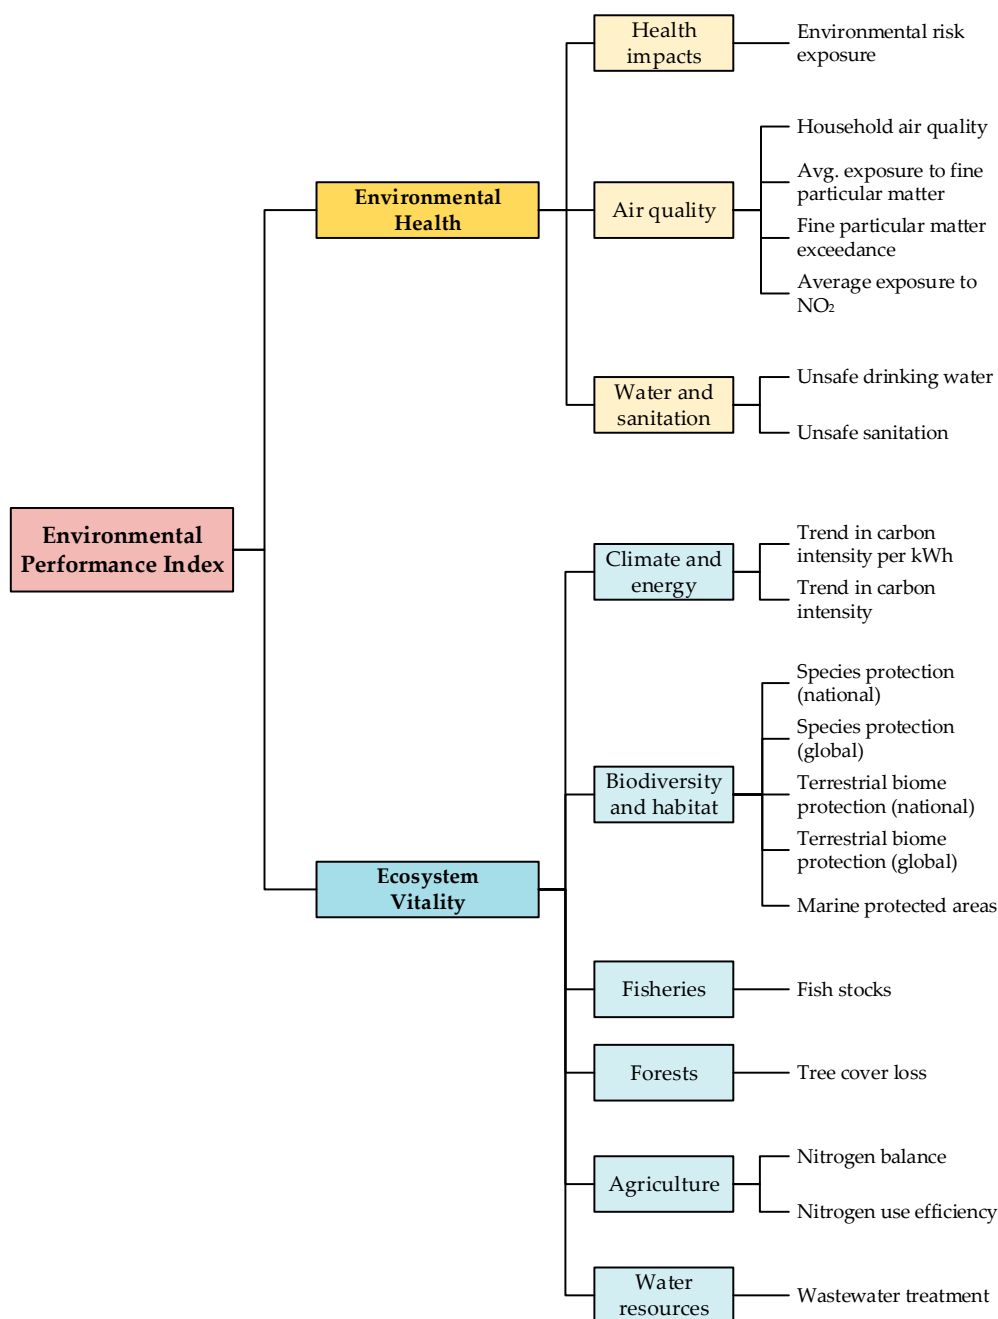 Health
impacts
Environmental risk
exposure
Household air quality
Avg. exposure to fine
particular matter
Environmental
Health
Air quality
Fine particular matter
exceedance
Average exposure to
NO₂
Water and
sanitation
Unsafe drinking water
Unsafe sanitation
Environmental
Performance Index
Climate and
energy
Trend in carbon
intensity per kWh
Trend in carbon
intensity
Species protection
(national)
Species protection
(global)
Biodiversity
and habitat
Terrestrial biome
protection (national)
Terrestrial biome
protection (global)
Ecosystem
Vitality
Marine protected areas
Fisheries
Fish stocks
Forests
Tree cover loss
Agriculture
Nitrogen balance
Nitrogen use efficiency
Water
resources
Wastewater treatment